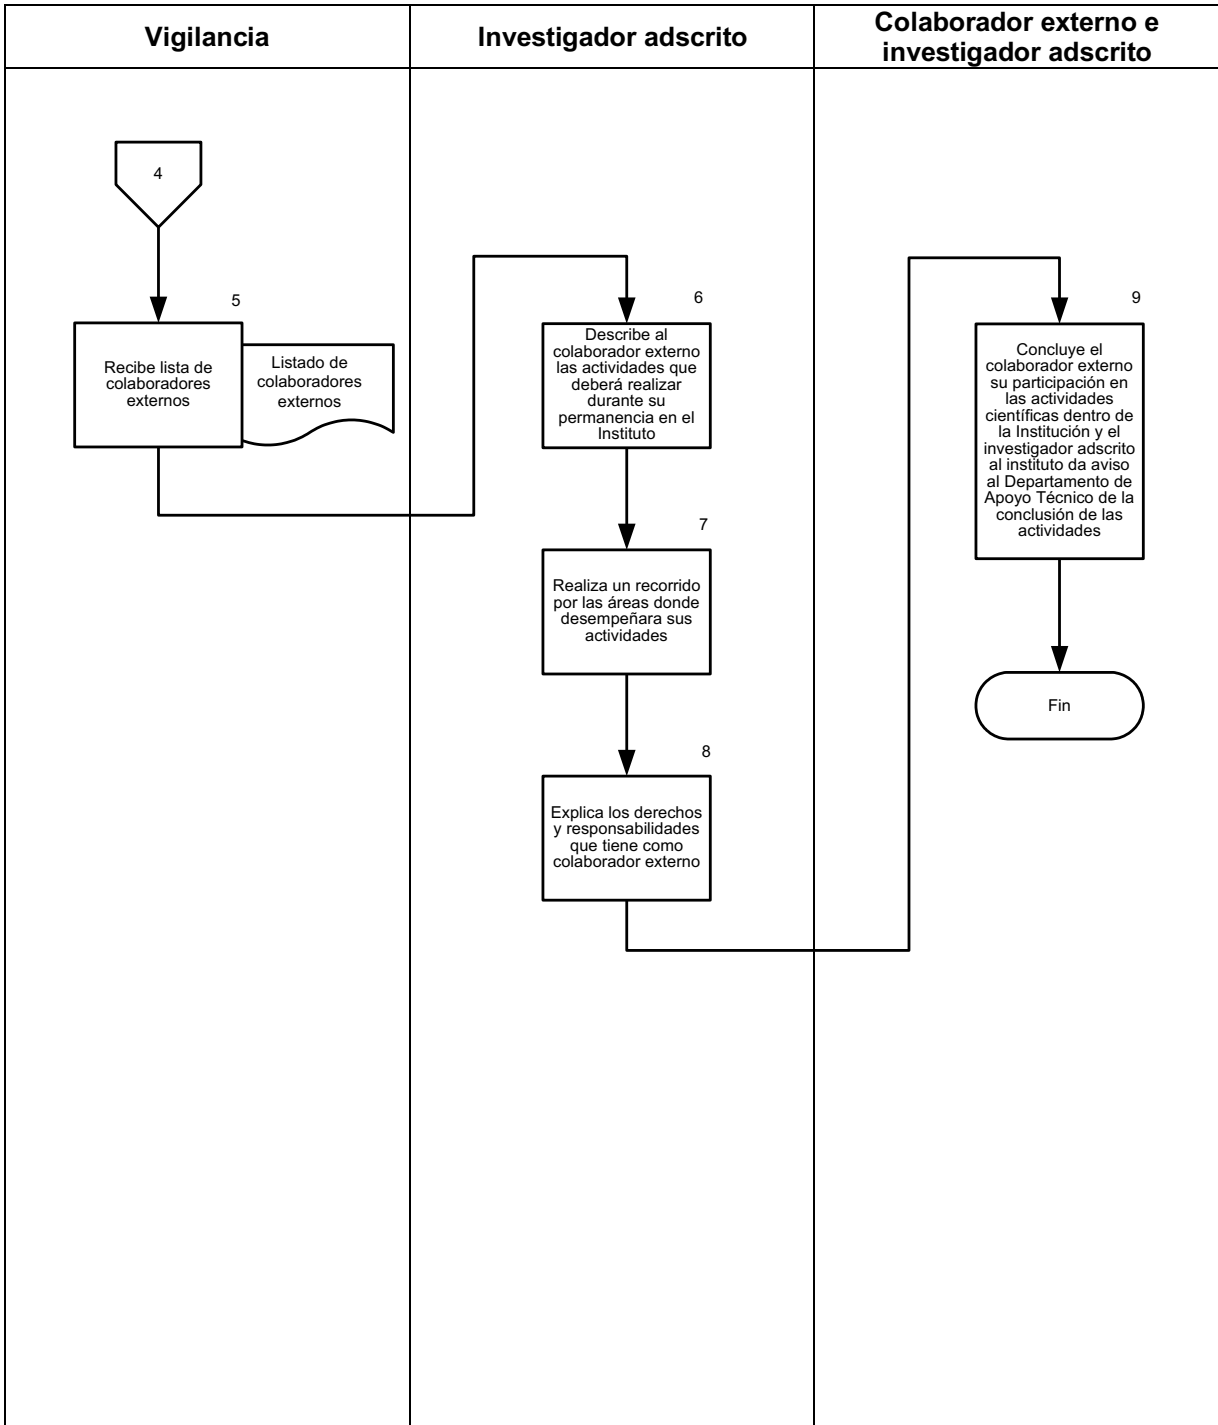 Vigilancia
Investigador adscrito
Colaborador externo e
investigador adscrito
4
5
Recibe lista de
colaboradores
externos
Listado de
colaboradores
externos
6
Describe al
colaborador externo
las actividades que
deberá realizar
durante su
permanencia en el
Instituto
7
Realiza un recorrido
por las áreas donde
desempeñara sus
actividades
8
Explica los derechos
y responsabilidades
que tiene como
colaborador externo
9
Concluye el
colaborador externo
su participación en
las actividades
científicas dentro de
la Institución y el
investigador adscrito
al instituto da aviso
al Departamento de
Apoyo Técnico de la
conclusión de las
actividades
Fin